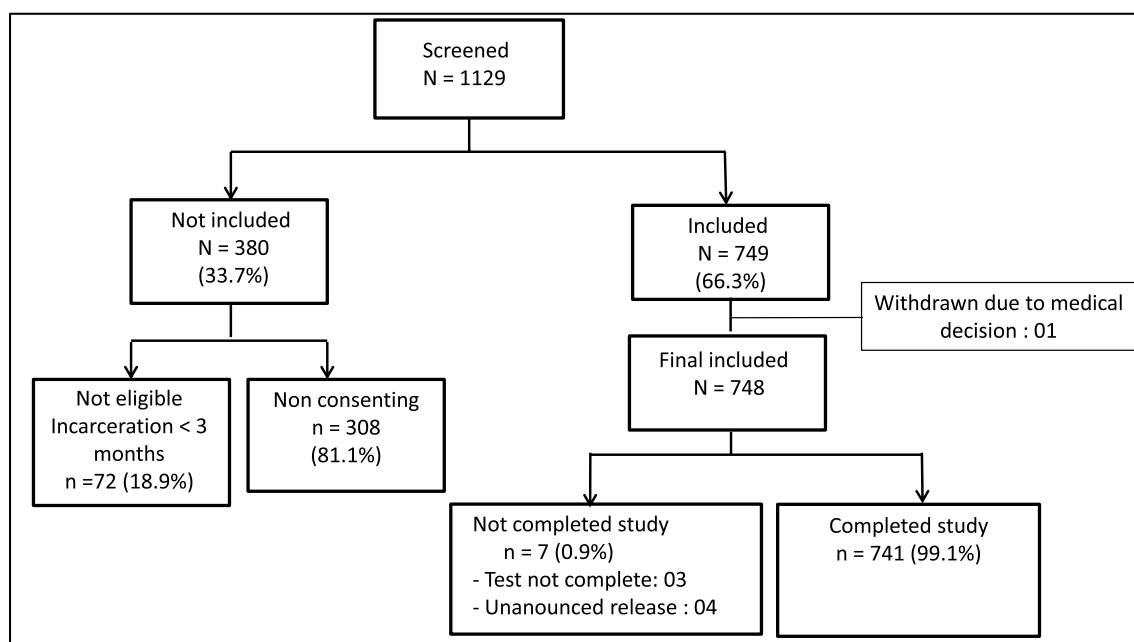 Screened
N = 1129
Not included
N = 380
(33.7%)
Included
N = 749
(66.3%)
Withdrawn due to medical
decision : 01
Final included
N = 748
Not eligible
Incarceration < 3
months
n =72 (18.9%)
Non consenting
n = 308
(81.1%)
Not completed study
n = 7 (0.9%)
- Test not complete: 03
- Unanounced release : 04
Completed study
n = 741 (99.1%)